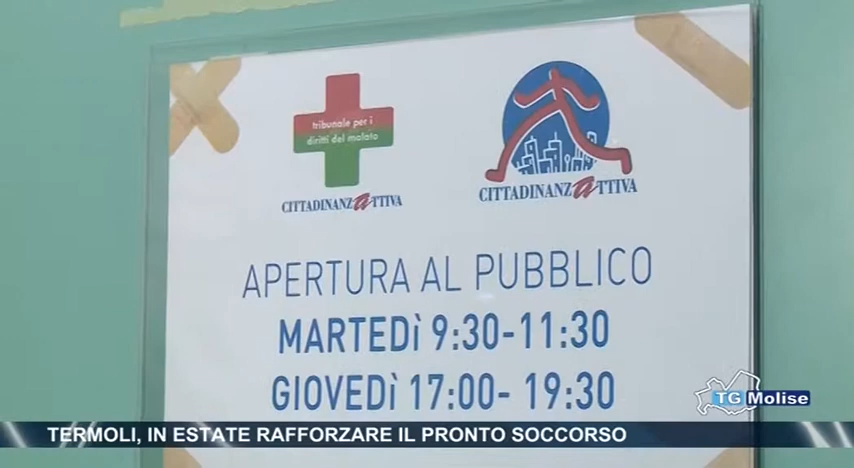 tribunale per i
diritti del malato
CITTADINANZATTIVA
CITTADINANZATTIVA
APERTURA AL PUBBLICO
MARTEDÌ 9:30-11:30
GIOVEDÌ 17:00- 19:30
TG Molise
TERMOLI, IN ESTATE RAFFORZARE IL PRONTO SOCCORSO